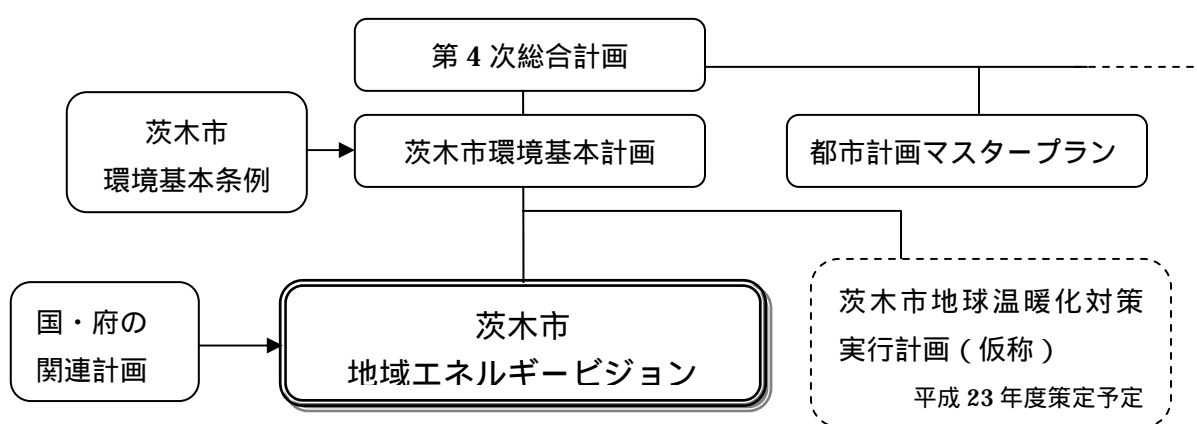 第4次総合計画
茨木市
環境基本条例
茨木市環境基本計画
都市計画マスタープラン
国・府の
関連計画
茨木市
地域エネルギービジョン
茨木市地球温暖化対策
実行計画（仮称）
平成23年度策定予定